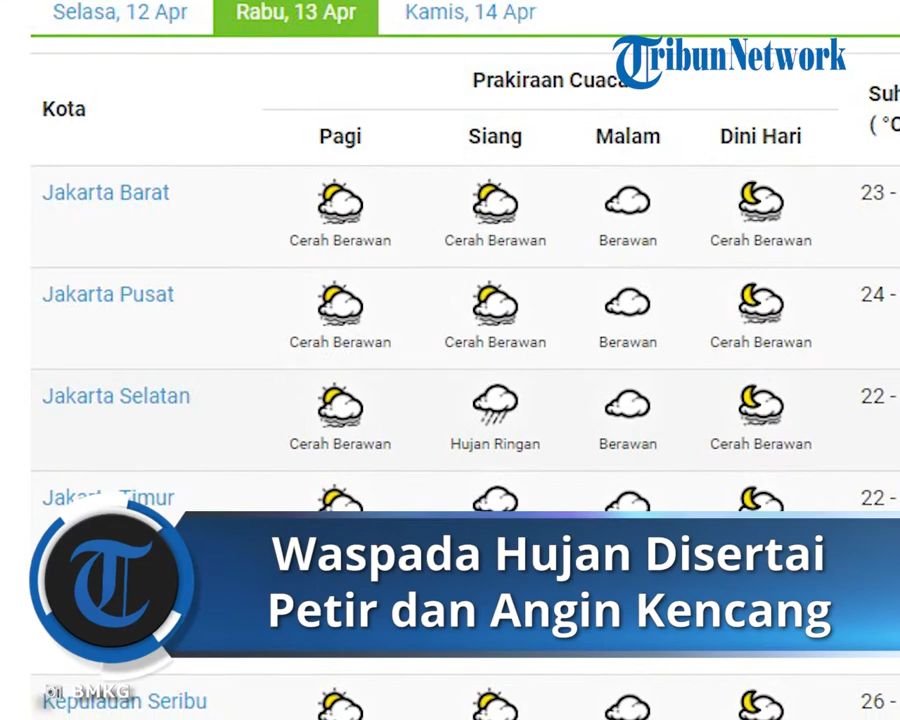 Selasa, 12 Apr Rabu, 13 Apr Kamis, 14 Apr
TribunNetwork
Prakiraan Cuaca
Kota
Suh
( °C
Pagi Siang Malam Dini Hari
Jakarta Barat 23 -
Cerah Berawan Cerah Berawan Berawan Cerah Berawan
Jakarta Pusat 24 -
Cerah Berawan Cerah Berawan Berawan Cerah Berawan
Jakarta Selatan 22 -
Cerah Berawan Hujan Ringan Berawan Cerah Berawan
Jakarta Timur 22 -
Waspada Hujan Disertai
Petir dan Angin Kencang
T
BMKG
Kepulauan Seribu 26 -